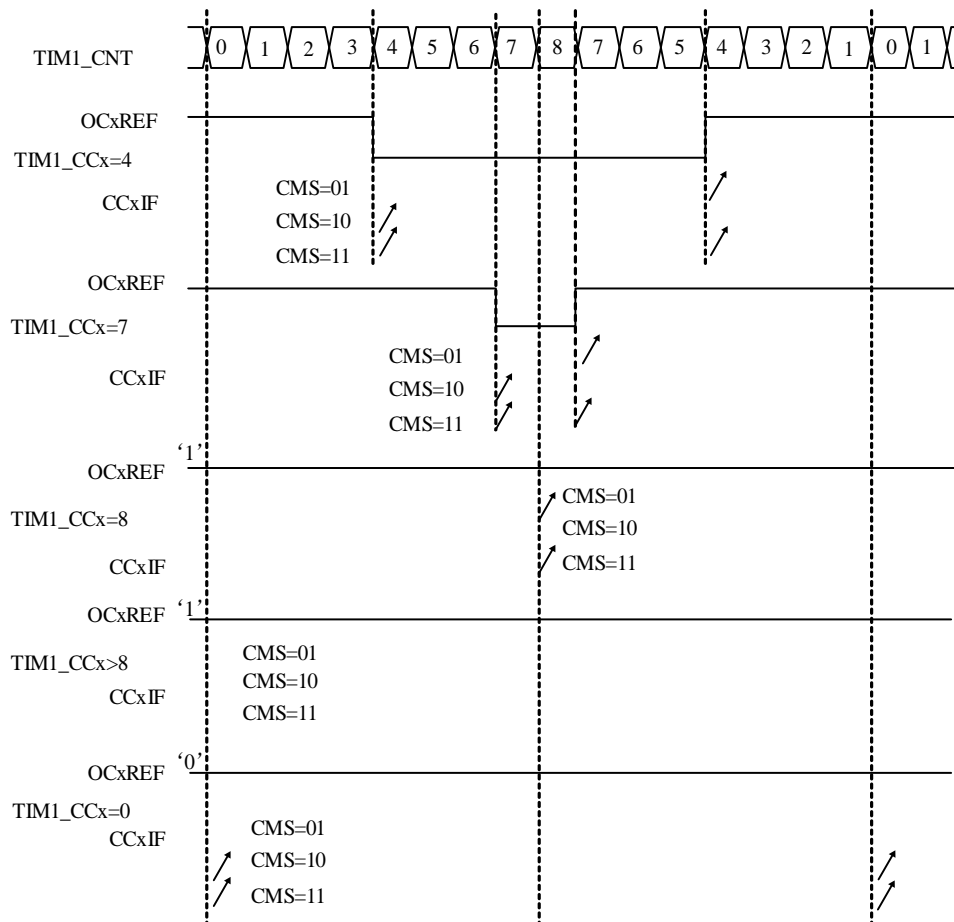 TIM1_CNT 0 1 2 3 4 5 6 7 8 7 6 5 4 3 2 1 0 1
OCxREF
TIM1_CCx=4
CCxIF
CMS=01
CMS=10
CMS=11
OCxREF
TIM1_CCx=7
CCxIF
CMS=01
CMS=10
CMS=11
OCxREF ‘1’
TIM1_CCx=8
CCxIF
CMS=01
CMS=10
CMS=11
OCxREF ‘1’
TIM1_CCx>8
CCxIF
CMS=01
CMS=10
CMS=11
OCxREF ‘0’
TIM1_CCx=0
CCxIF
CMS=01
CMS=10
CMS=11